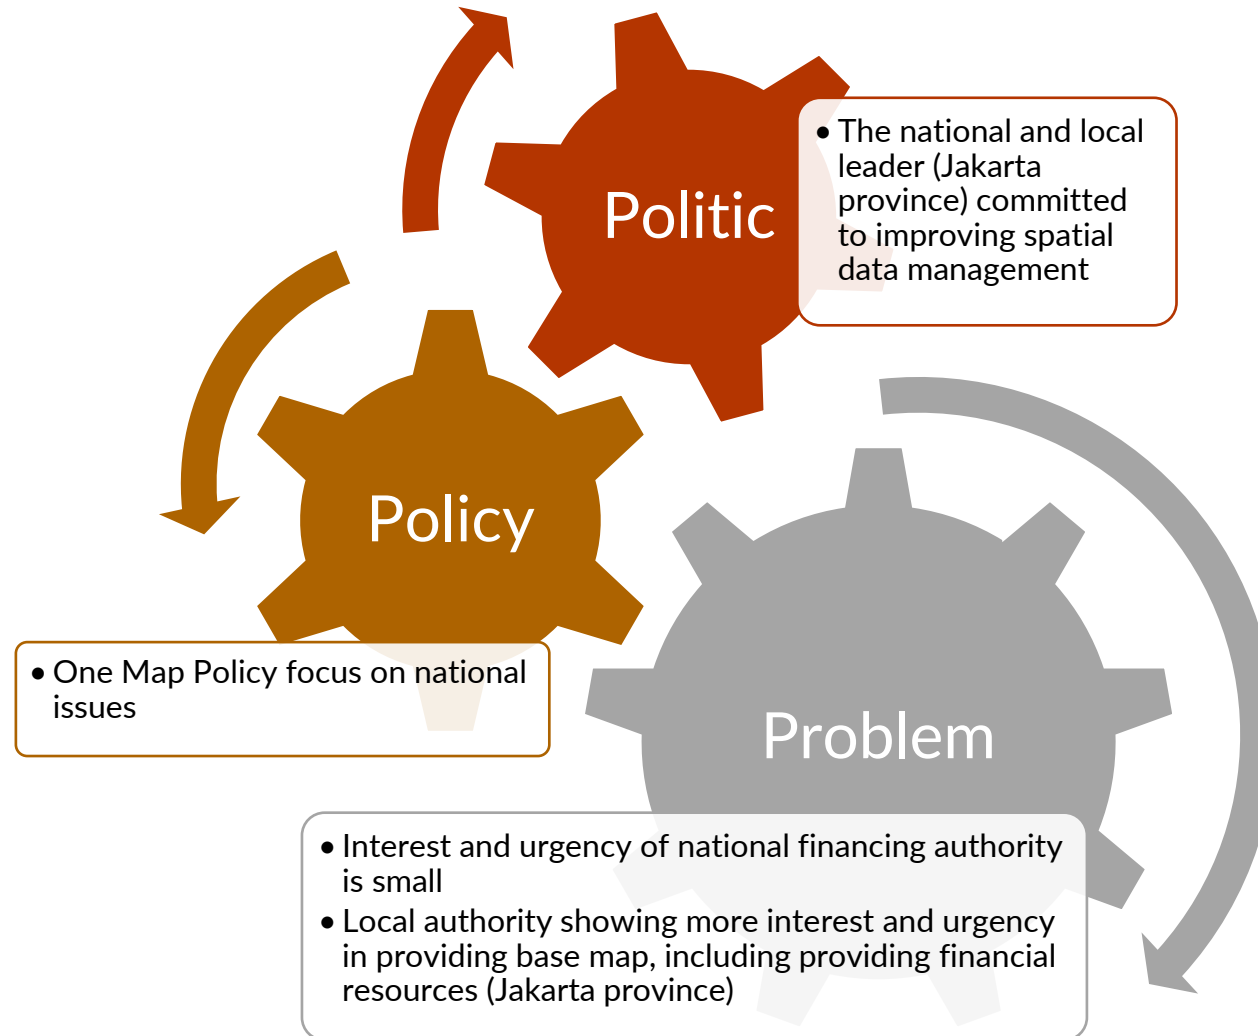 Politic
• The national and local
leader (Jakarta
province) committed
to improving spatial
data management
Policy
• One Map Policy focus on national
issues
Problem
• Interest and urgency of national financing authority
is small
• Local authority showing more interest and urgency
in providing base map, including providing financial
resources (Jakarta province)